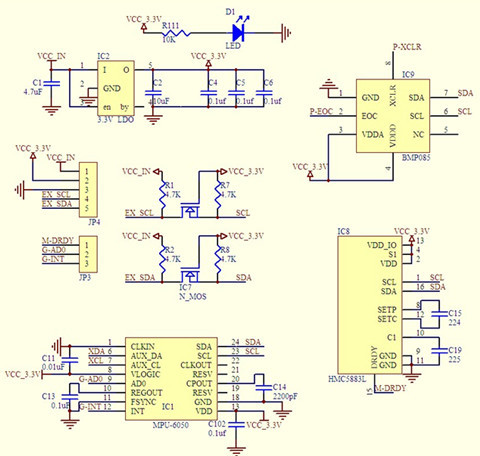 VCC_3.3V R111 D1
10K LED
VCC_IN IC2 VCC_3.3V
C1 4.7uF
1 I O 5
2 GND
3 en by 4
3.3V LDO
C2 10uF
C4 0.1uf
C5 0.1uf
C6 0.1uf
P-XCLR
8
IC9
1 GND XCLR SDA 7 SDA
P-EOC 2 EOC SCL 6 SCL
3 VDDA VDDD NC 5
VCC_3.3V 4 BMP085
VCC_3.3V
VCC_IN
1
2
3
EX_SCL 4
EX_SDA 5
JP4
M-DRDY 1
G-AD0 2
G-INT 3
JP3
VCC_IN VCC_3.3V
R1 4.7K
R7 4.7K
EX_SCL SCL
VCC_IN VCC_3.3V
R2 4.7K
R8 4.7K
EX_SDA SDA
IC7
N_MOS
IC8 VCC_3.3V
VDD_IO 13
S1 4
VDD 2
SCL 1 SCL
SDA 16 SDA
SETP 8
SETC 12
C15 224
C1 10
GND 9
GND 11
C19 225
DRDY
HMC5883L
15 M-DRDY
1 CLKIN SDA 24 SDA
XDA 6 AUX_DA SCL 23 SCL
XCL 7 AUX_CL CLKOUT 22
8 VLOGIC RESV 21
G-AD0 9 AD0 CPOUT 20
10 REGOUT RESV 19
11 FSYNC GND 18
G-INT 12 INT IC1 VDD 13
MPU-6050
C11 0.01uF
VCC_3.3V
C13 0.1uF
C14 2200pF
C102 0.1uf
VCC_3.3V